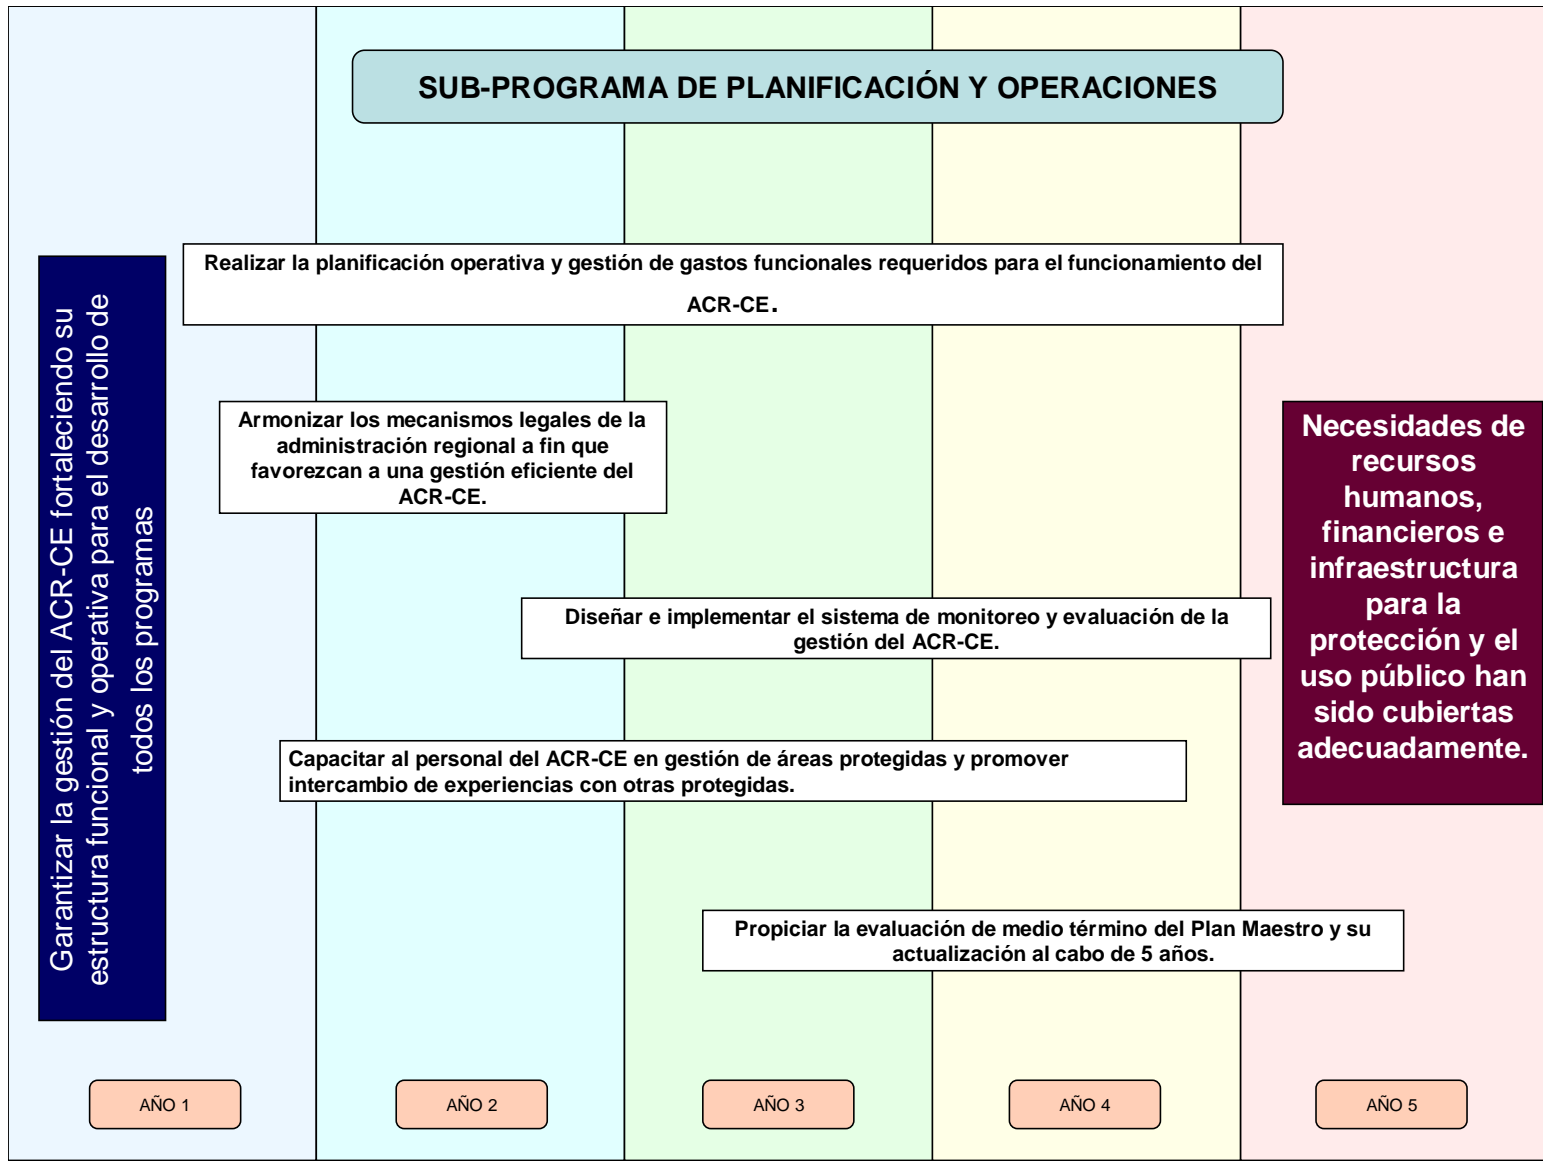 SUB-PROGRAMA DE PLANIFICACIÓN Y OPERACIONES
Garantizar la gestión del ACR-CE fortaleciendo su
estructura funcional y operativa para el desarrollo de
todos los programas
Realizar la planificación operativa y gestión de gastos funcionales requeridos para el funcionamiento del
ACR-CE.
Armonizar los mecanismos legales de la
administración regional a fin que
favorezcan a una gestión eficiente del
ACR-CE.
Diseñar e implementar el sistema de monitoreo y evaluación de la
gestión del ACR-CE.
Capacitar al personal del ACR-CE en gestión de áreas protegidas y promover
intercambio de experiencias con otras protegidas.
Propiciar la evaluación de medio término del Plan Maestro y su
actualización al cabo de 5 años.
Necesidades de
recursos
humanos,
financieros e
infraestructura
para la
protección y el
uso público han
sido cubiertas
adecuadamente.
AÑO 1
AÑO 2
AÑO 3
AÑO 4
AÑO 5